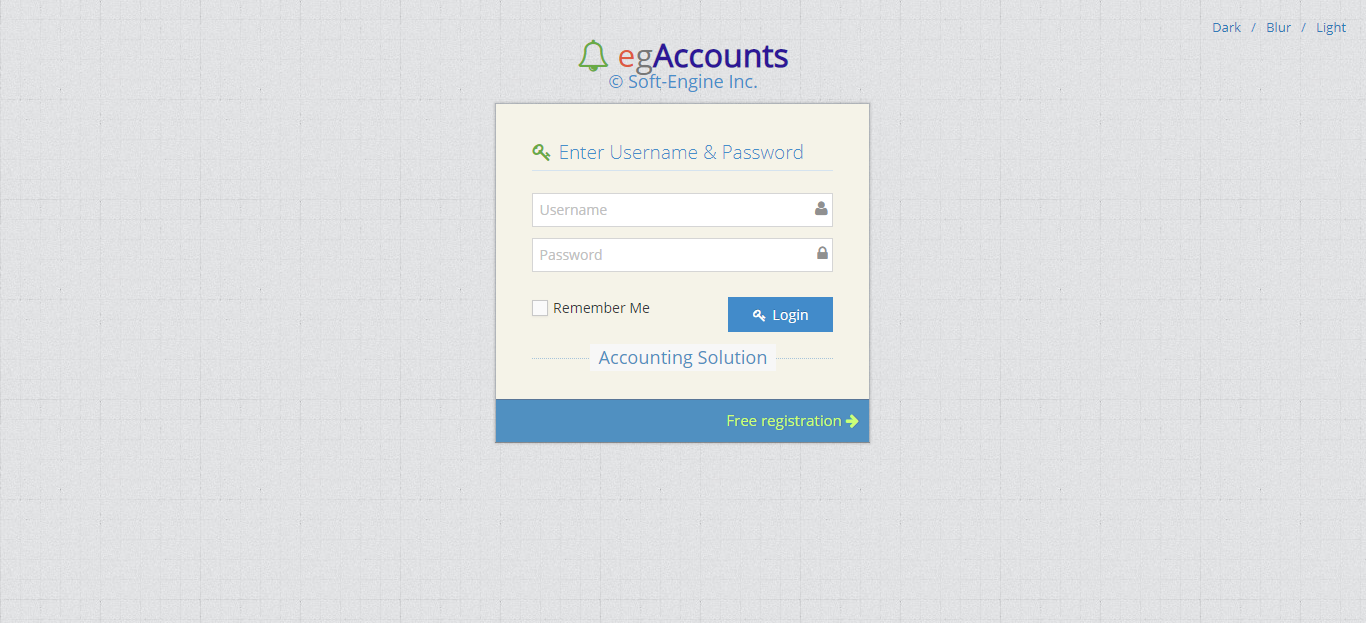 Dark / Blur / Light
egAccounts
© Soft-Engine Inc.
Enter Username & Password
Username
Password
Remember Me
Login
Accounting Solution
Free registration